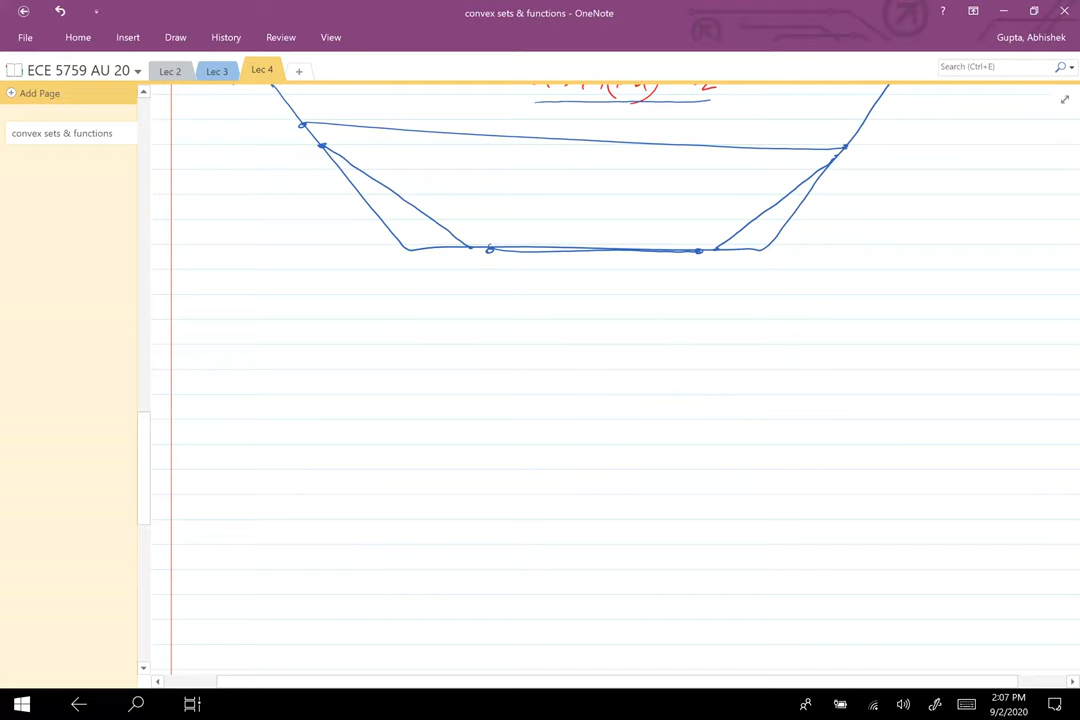 convex sets & functions - OneNote
File Home Insert Draw History Review View
Gupta, Abhishek
ECE 5759 AU 20 Lec 2 Lec 3 Lec 4
Search (Ctrl+E)
Add Page
convex sets & functions
2:07 PM
9/2/2020